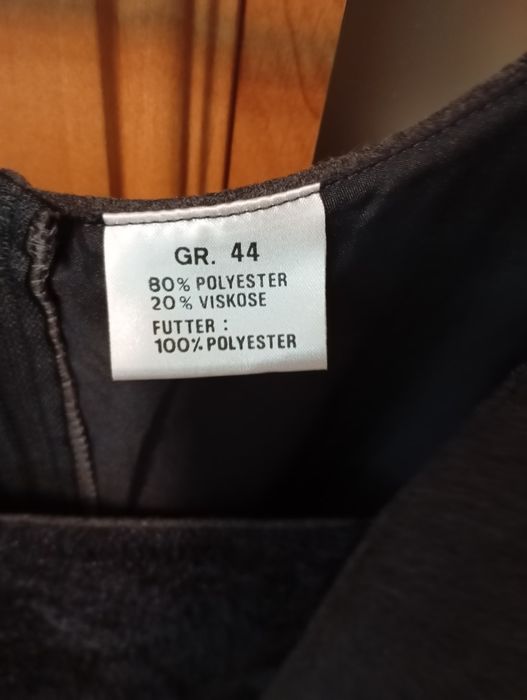 GR. 44
80% POLYESTER
20% VISKOSE
FUTTER :
100% POLYESTER